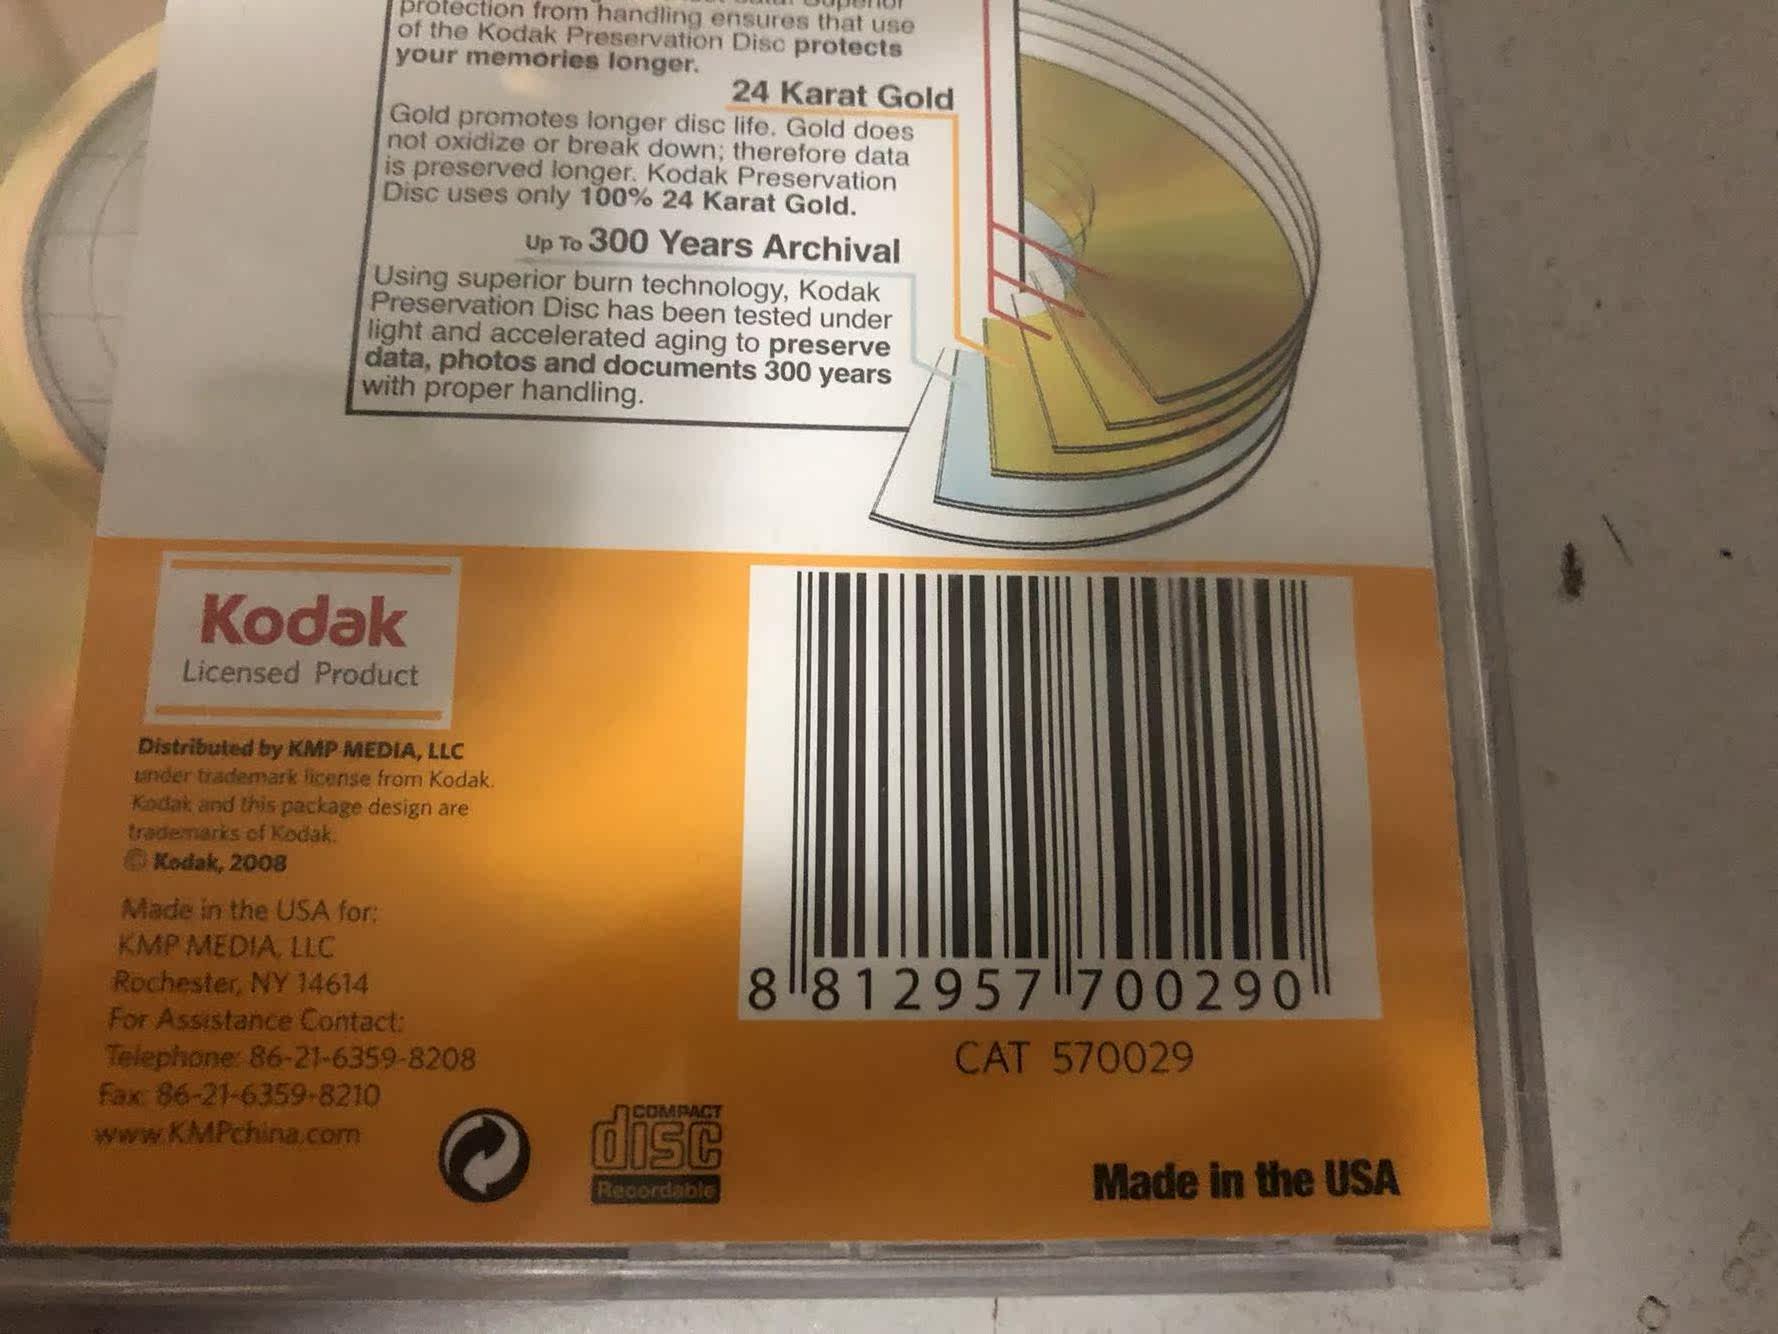 protection from handling ensures that use
of the Kodak Preservation Disc protects
your memories longer.
24 Karat Gold
Gold promotes longer disc life. Gold does
not oxidize or break down; therefore data
is preserved longer. Kodak Preservation
Disc uses only 100% 24 Karat Gold.
Up To 300 Years Archival
Using superior burn technology, Kodak
Preservation Disc has been tested under
light and accelerated aging to preserve
data, photos and documents 300 years
with proper handling.
Kodak
Licensed Product
Distributed by KMP MEDIA, LLC
under trademark license from Kodak.
Kodak and this package design are
trademarks of Kodak.
© Kodak, 2008
Made in the USA for:
KMP MEDIA, LLC
Rochester, NY 14614
For Assistance Contact:
Telephone: 86-21-6359-8208
Fax: 86-21-6359-8210
www.KMPchina.com
COMPACT
disc
Recordable
8 812957 700290
CAT 570029
Made in the USA